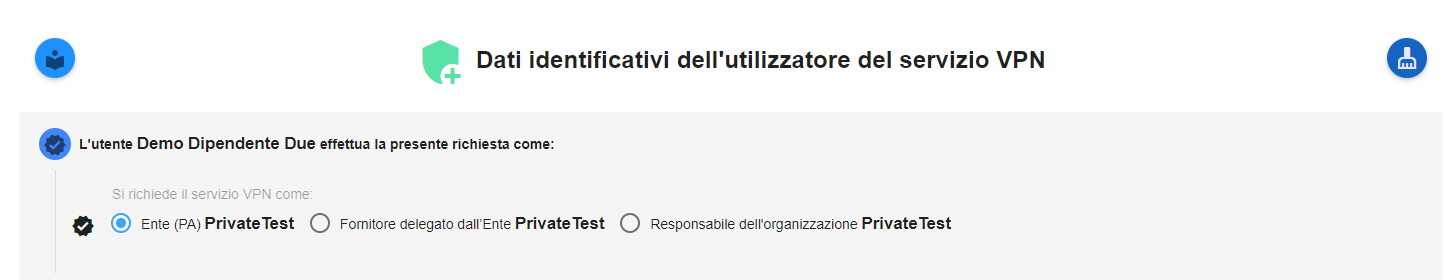 Dati identificativi dell'utilizzatore del servizio VPN
L'utente Demo Dipendente Due effettua la presente richiesta come:
Si richiede il servizio VPN come:
Ente (PA) PrivateTest Fornitore delegato dall'Ente PrivateTest Responsabile dell'organizzazione PrivateTest